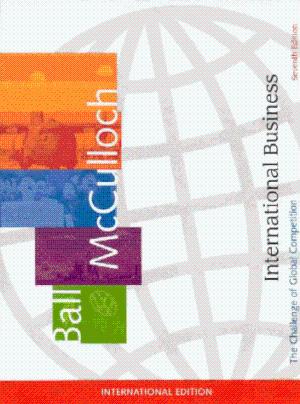 Ball
McCulloch
International Business
The Challenge of Global Competition
Seventh Edition
INTERNATIONAL EDITION